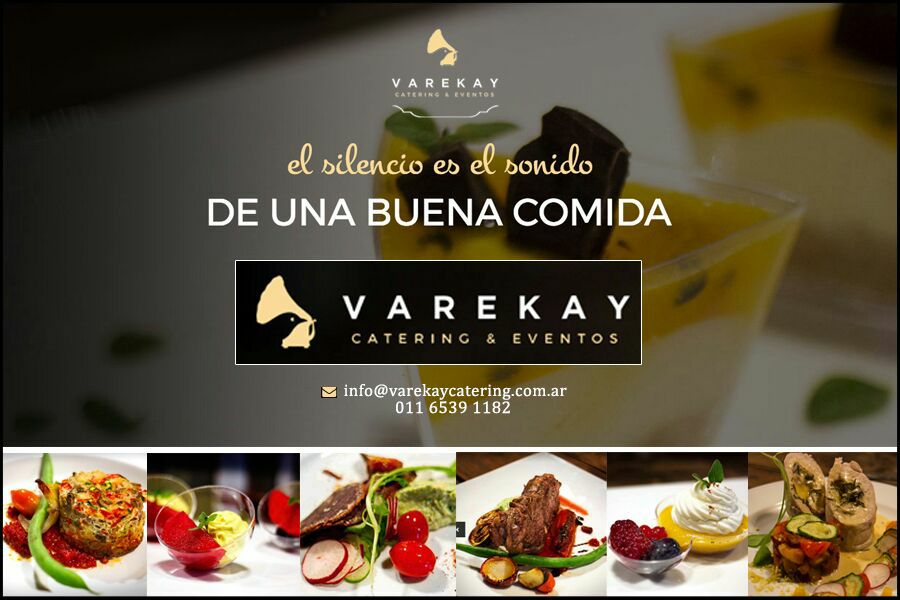 VAREKAY
CATERING & EVENTOS
el silencio es el sonido
DE UNA BUENA COMIDA
VAREKAY
CATERING & EVENTOS
info@varekaycatering.com.ar
011 6539 1182